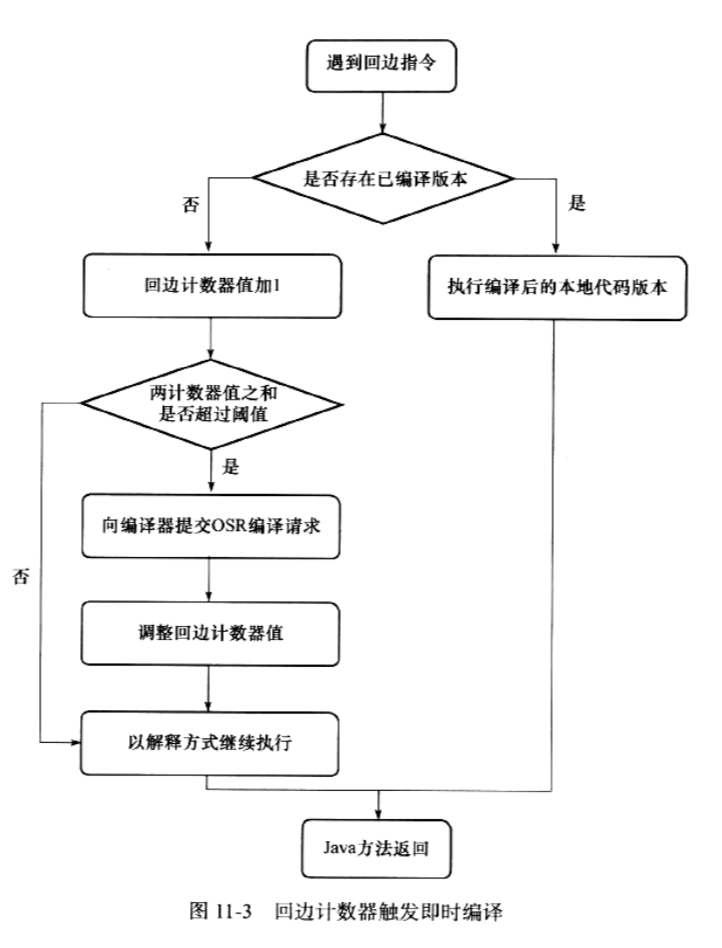 遇到回边指令
是否存在已编译版本
否
是
回边计数器值加1
执行编译后的本地代码版本
两计数器值之和
是否超过阈值
是
向编译器提交OSR编译请求
否
调整回边计数器值
以解释方式继续执行
Java方法返回
图 11-3 回边计数器触发即时编译